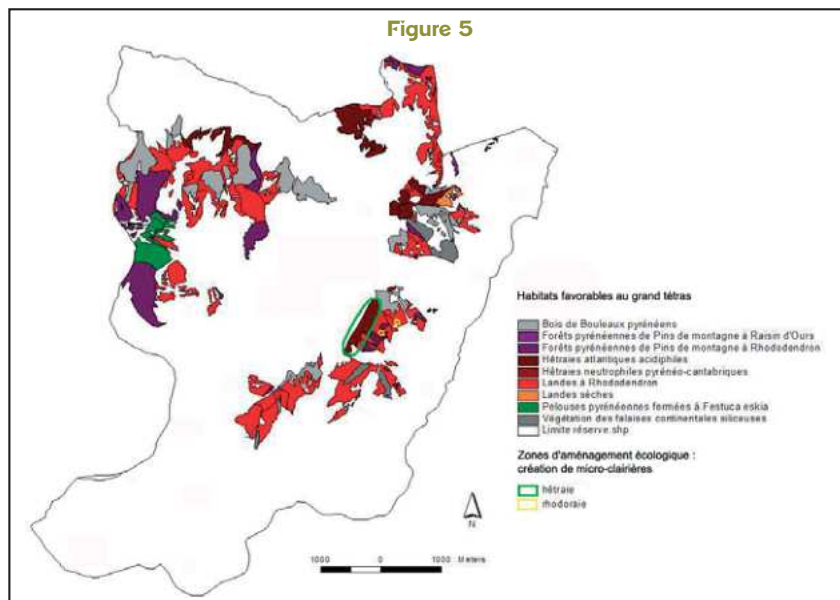 Figure 5
Habitats favorables au grand tétras
Bois de Bouleaux pyrénéens
Forêts pyrénéennes de Pins de montagne à Raisin d'Ours
Forêts pyrénéennes de Pins de montagne à Rhododendron
Hêtraies atlantiques acidiphiles
Hêtraies neutrophiles pyrénéo-cantabriques
Landes à Rhododendron
Landes sèches
Pelouses pyrénéennes fermées à Festuca eskia
Végétation des falaises continentales siliceuses
Limite réserve.shp
Zones d'aménagement écologique :
création de micro-clairières
hêtraie
rhodoraie
N
1000 0 1000 Meters